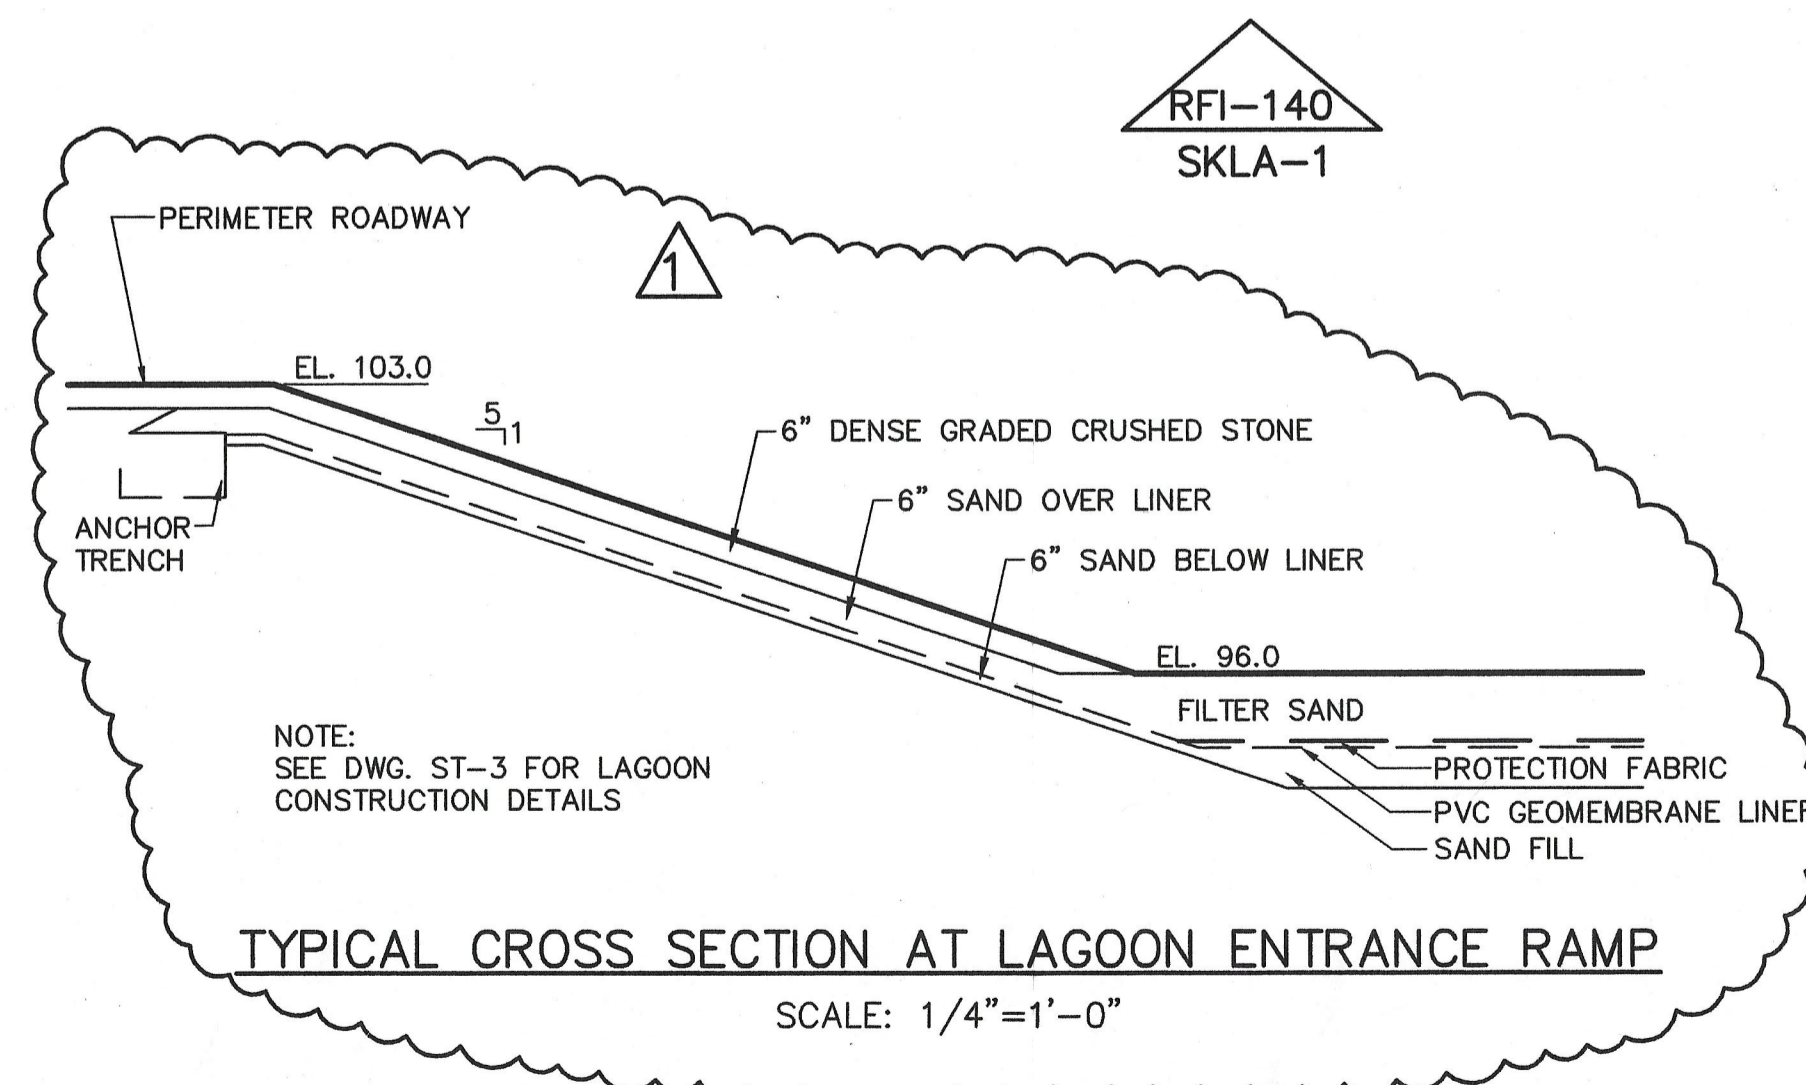 RFI-140
SKLA-1
PERIMETER ROADWAY
1
EL. 103.0
5
1
6" DENSE GRADED CRUSHED STONE
6" SAND OVER LINER
6" SAND BELOW LINER
ANCHOR
TRENCH
EL. 96.0
FILTER SAND
NOTE:
SEE DWG. ST-3 FOR LAGOON
CONSTRUCTION DETAILS
PROTECTION FABRIC
PVC GEOMEMBRANE LINER
SAND FILL
TYPICAL CROSS SECTION AT LAGOON ENTRANCE RAMP
SCALE: 1/4"=1'-0"